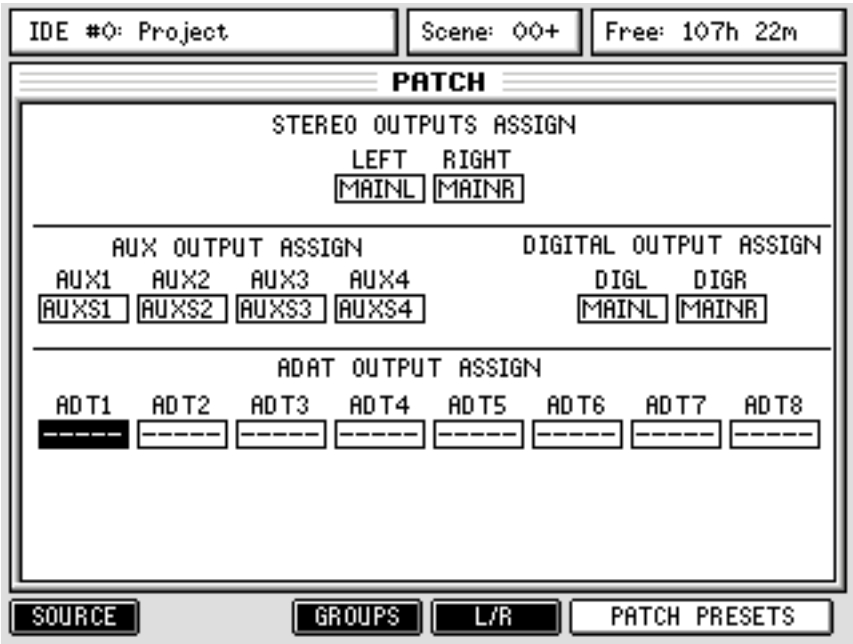 IDE #0: Project
Scene: 00+
Free: 107h 22m
PATCH
STEREO OUTPUTS ASSIGN
LEFT RIGHT
MAINL MAINR
AUX OUTPUT ASSIGN
DIGITAL OUTPUT ASSIGN
AUX1 AUX2 AUX3 AUX4
DIGL DIGR
AUXS1 AUXS2 AUXS3 AUXS4
MAINL MAINR
ADAT OUTPUT ASSIGN
ADT1 ADT2 ADT3 ADT4 ADT5 ADT6 ADT7 ADT8
----- ----- ----- ----- ----- ----- ----- -----
SOURCE GROUPS L/R PATCH PRESETS